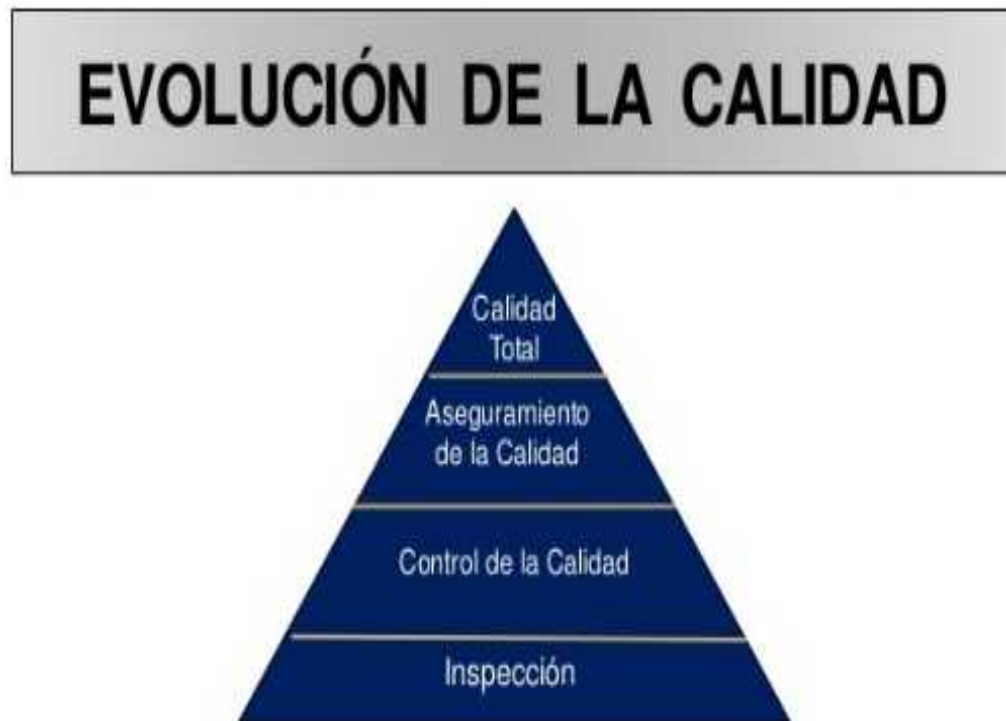 EVOLUCIÓN DE LA CALIDAD
Calidad
Total
Aseguramiento
de la Calidad
Control de la Calidad
Inspección